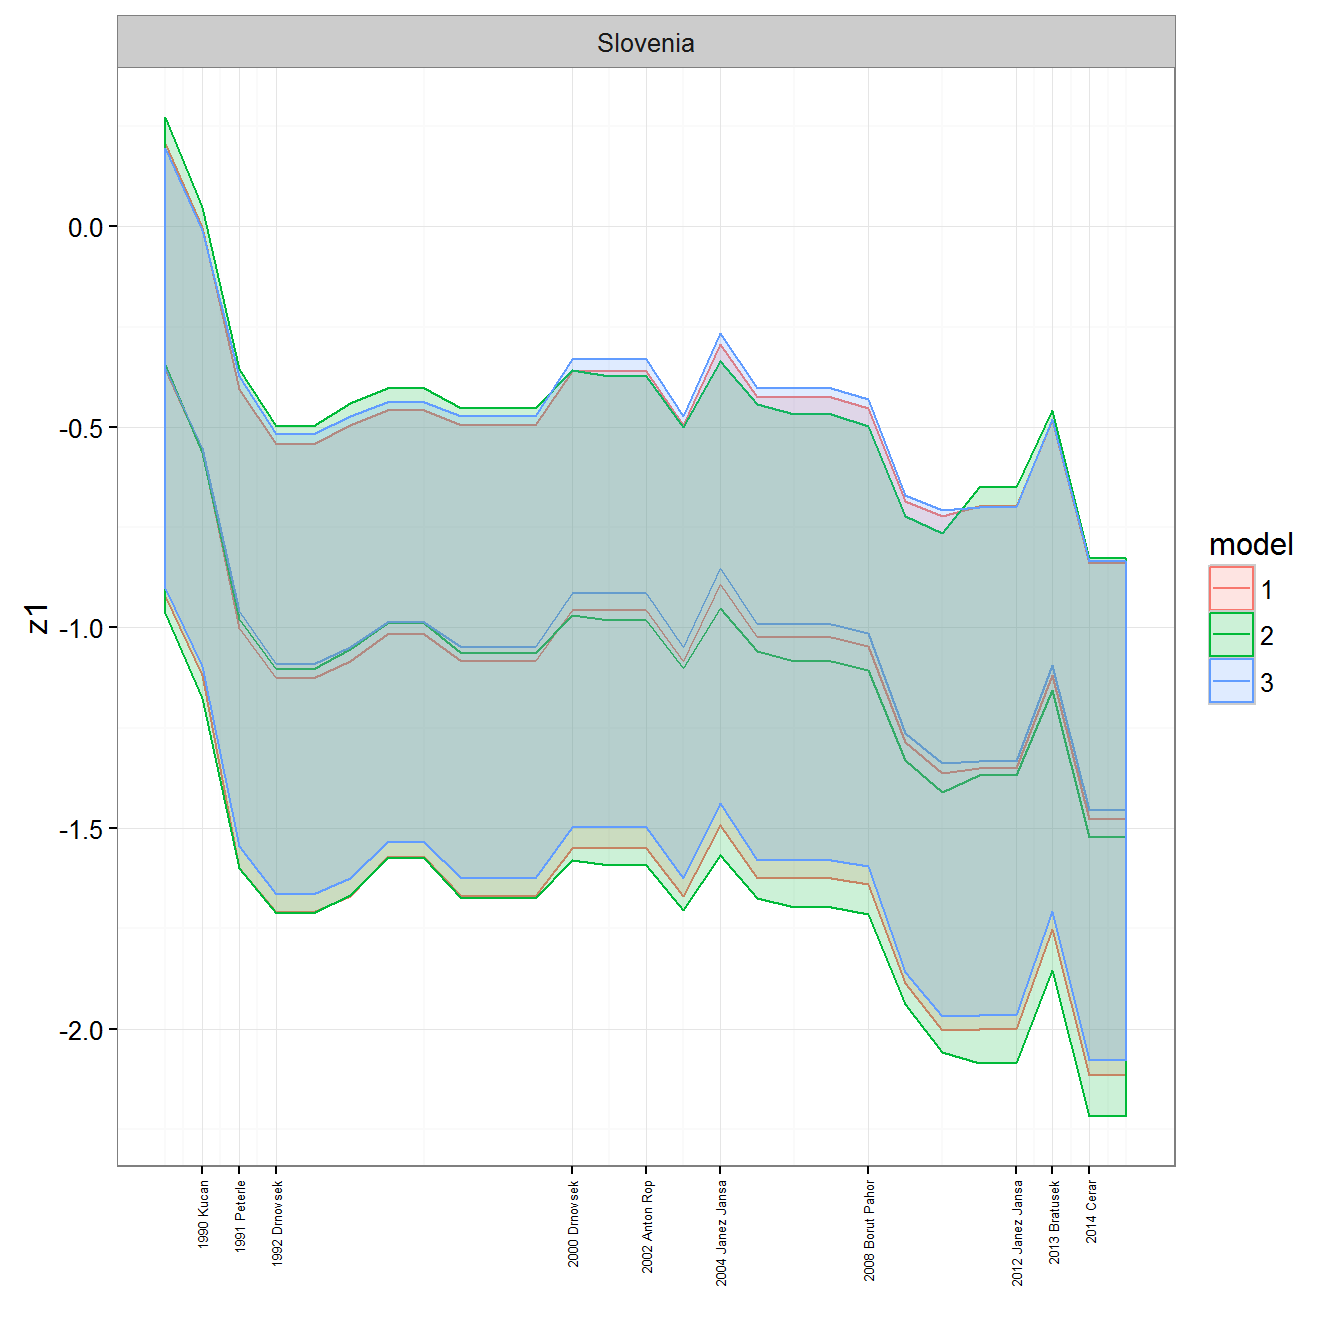 Slovenia
0.0
-0.5
-1.0
-1.5
-2.0
z1
1990 Kucan
1991 Peterle
1992 Drnovsek
2000 Drnovsek
2002 Anton Rop
2004 Janez Jansa
2008 Borut Pahor
2012 Janez Jansa
2013 Bratusek
2014 Cerar
model
1
2
3